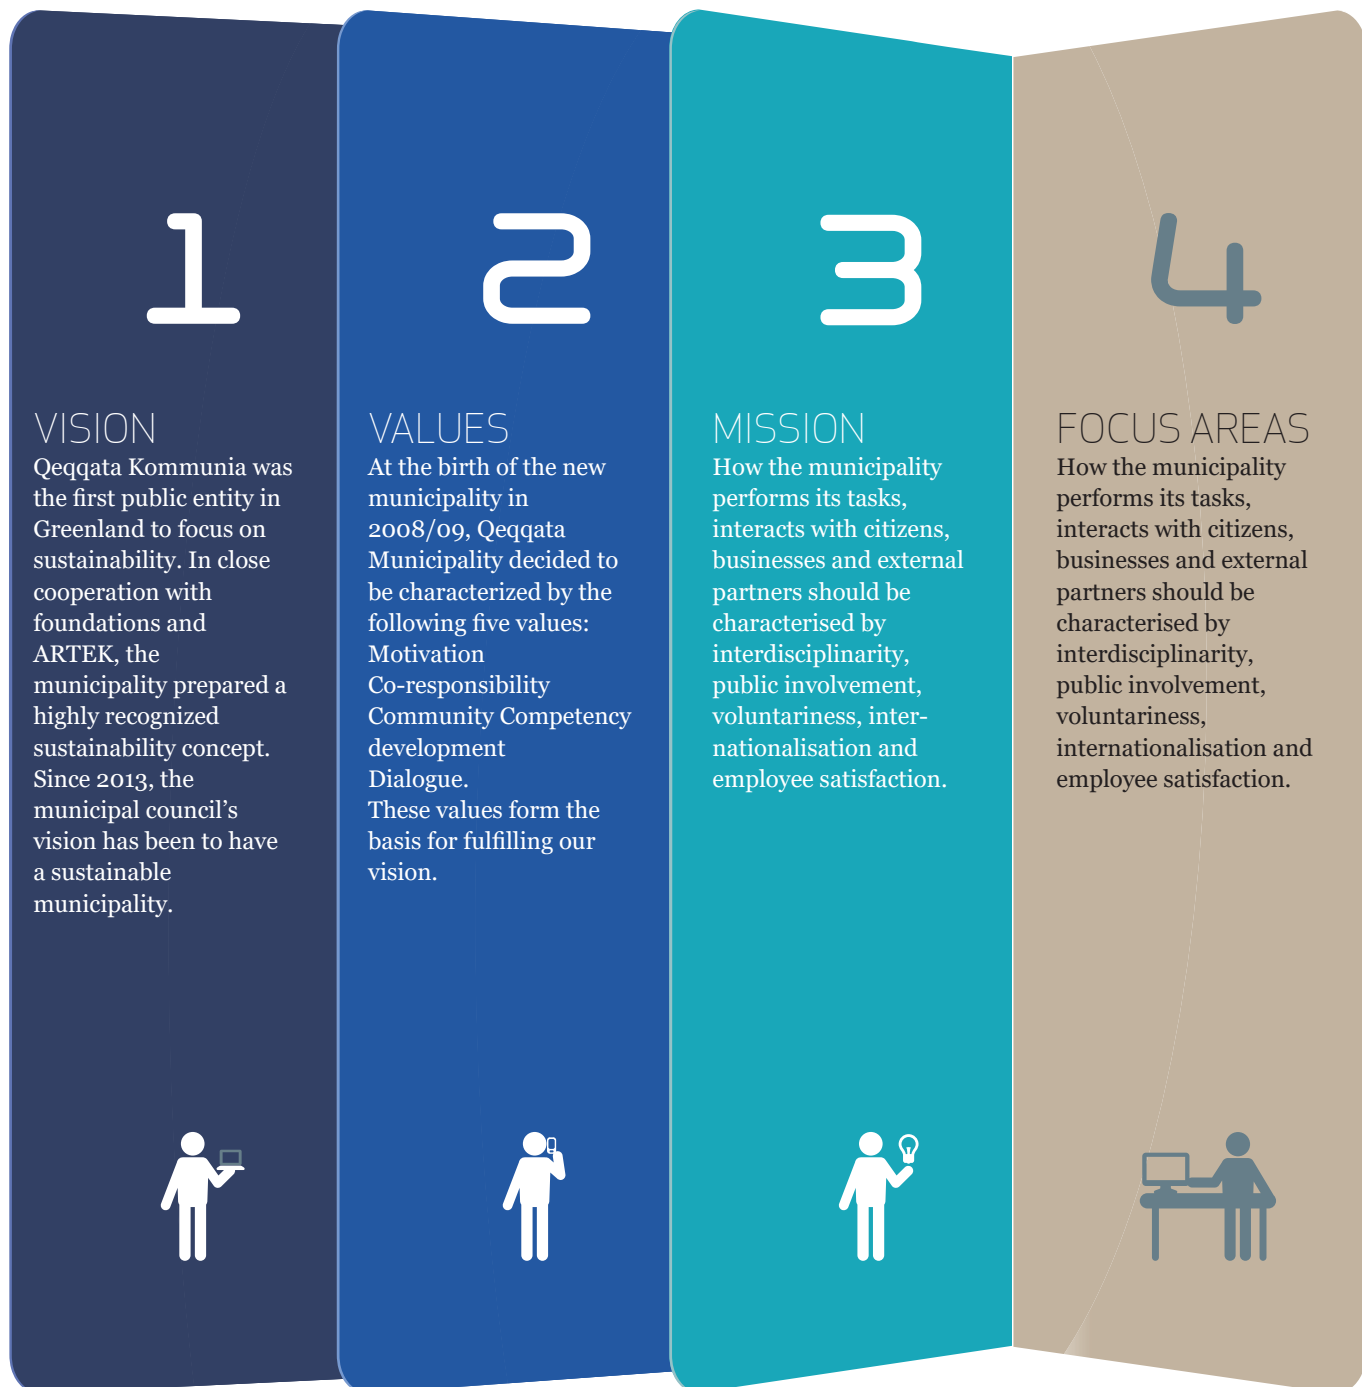 1
VISION
Qeqqata Kommunia was
the first public entity in
Greenland to focus on
sustainability. In close
cooperation with
foundations and
ARTEK, the
municipality prepared a
highly recognized
sustainability concept.
Since 2013, the
municipal council’s
vision has been to have
a sustainable
municipality.
2
VALUES
At the birth of the new
municipality in
2008/09, Qeqqata
Municipality decided to
be characterized by the
following five values:
Motivation
Co-responsibility
Community Competency
development
Dialogue.
These values form the
basis for fulfilling our
vision.
3
MISSION
How the municipality
performs its tasks,
interacts with citizens,
businesses and external
partners should be
characterised by
interdisciplinarity,
public involvement,
voluntariness, inter-
nationalisation and
employee satisfaction.
4
FOCUS AREAS
How the municipality
performs its tasks,
interacts with citizens,
businesses and external
partners should be
characterised by
interdisciplinarity,
public involvement,
voluntariness,
internationalisation and
employee satisfaction.